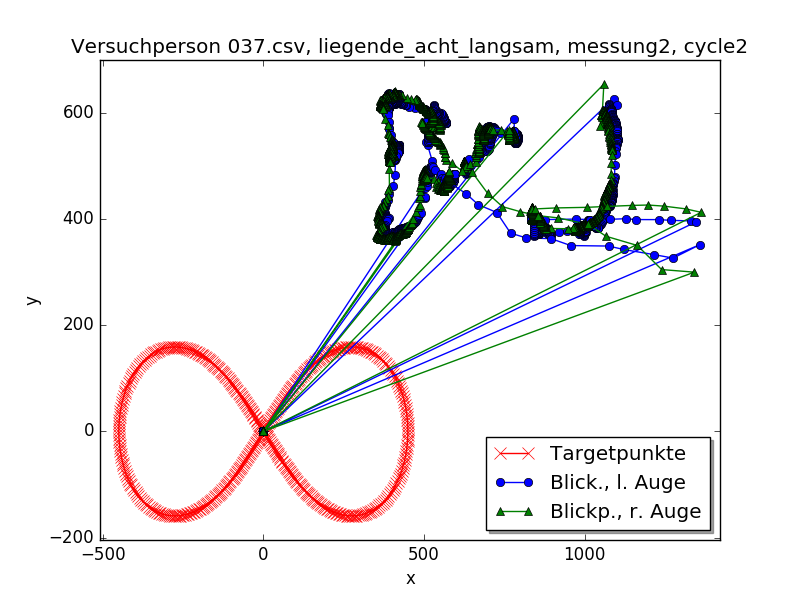 Versuchperson 037.csv, liegende_acht_langsam, messung2, cycle2
600
400
200
0
−200
y
−500
0
500
1000
x
Targetpunkte
Blick., l. Auge
Blickp., r. Auge